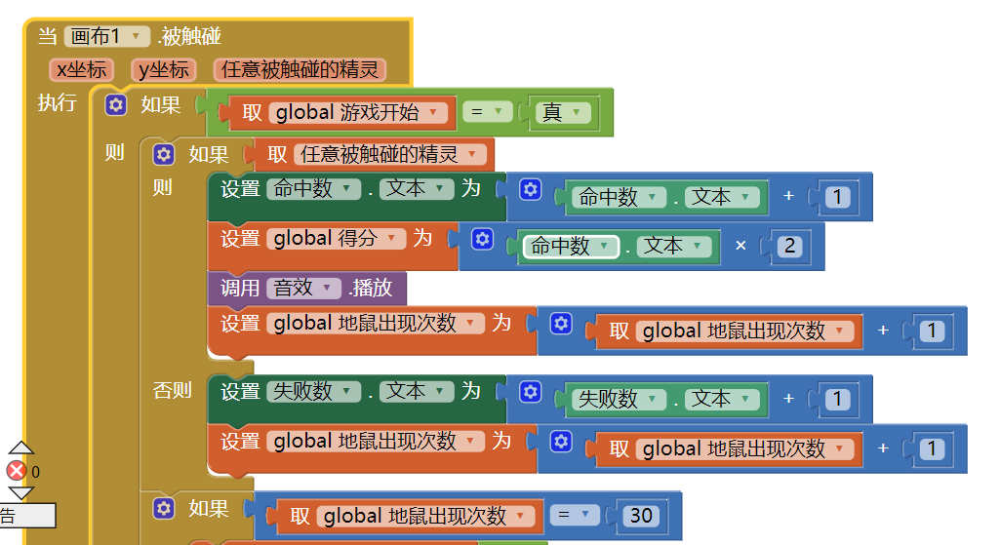 当 画布1 .被触碰
x坐标 y坐标 任意被触碰的精灵
执行 如果 取 global 游戏开始 = 真
则 如果 取 任意被触碰的精灵
则 设置 命中数 . 文本 为 命中数 . 文本 + 1
设置 global 得分 为 命中数 . 文本 × 2
调用 音效 .播放
设置 global 地鼠出现次数 为 取 global 地鼠出现次数 + 1
否则 设置 失败数 . 文本 为 失败数 . 文本 + 1
设置 global 地鼠出现次数 为 取 global 地鼠出现次数 + 1
0
告
如果 取 global 地鼠出现次数 = 30